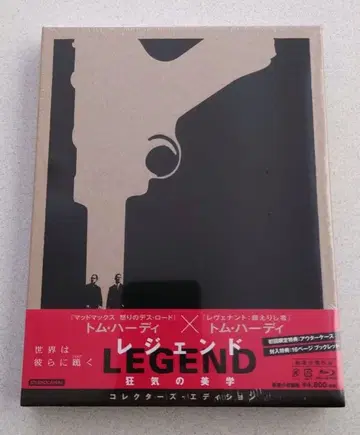 『マッドマックス 怒りのデス・ロード』
トム・ハーディ
×
『レヴェナント:蘇えりし者』
トム・ハーディ
世界は
彼らに跪く
レジェンド
LEGEND
狂気の美学
コレクターズ・エディション
初回限定特典:アウターケース
封入特典:16ページ ブックレット
Blu-ray